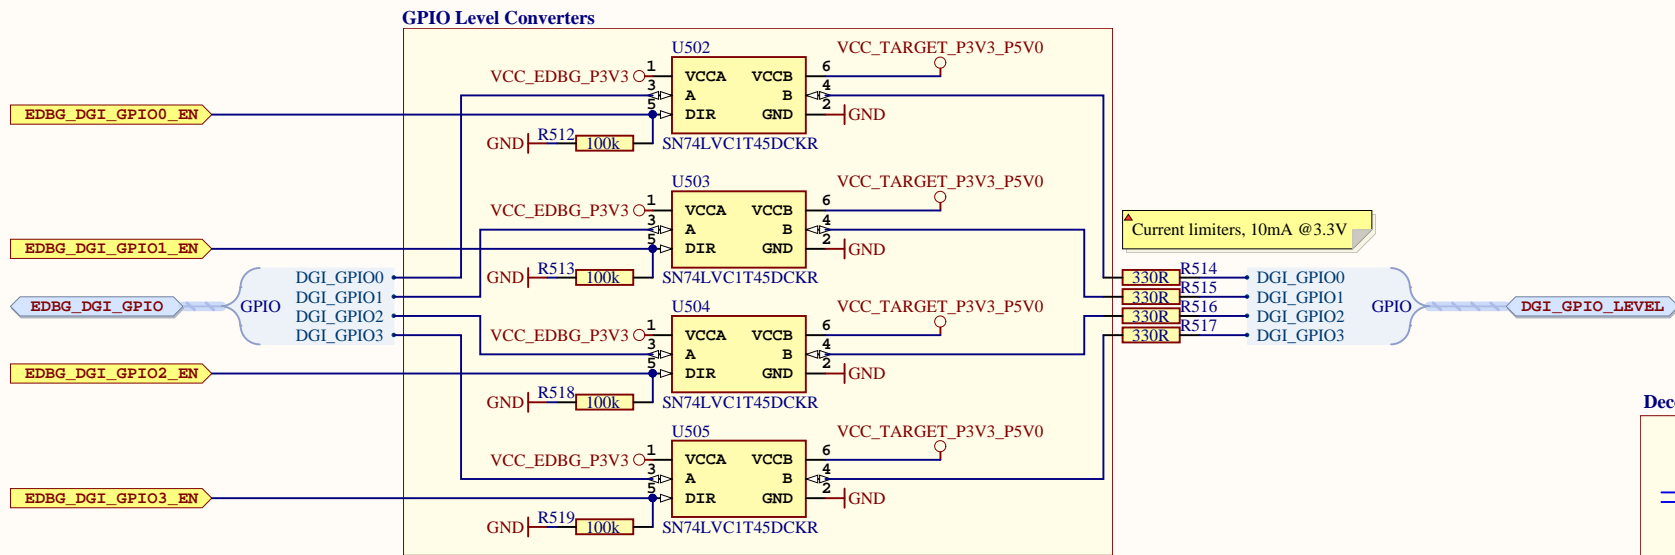 GPIO Level Converters
U502
VCC_TARGET_P3V3_P5V0
VCC_EDBG_P3V3
1
VCCA VCCB
6
3
A B
4
EDBG_DGI_GPIO0_EN
5
DIR GND
2
GND
GND
R512
100k
SN74LVC1T45DCKR
U503
VCC_TARGET_P3V3_P5V0
VCC_EDBG_P3V3
1
VCCA VCCB
6
3
A B
4
EDBG_DGI_GPIO1_EN
5
DIR GND
2
GND
GND
R513
100k
SN74LVC1T45DCKR
Current limiters, 10mA @3.3V
EDBG_DGI_GPIO
GPIO
DGI_GPIO0
DGI_GPIO1
DGI_GPIO2
DGI_GPIO3
330R R514
330R R515
330R R516
330R R517
DGI_GPIO0
DGI_GPIO1
DGI_GPIO2
DGI_GPIO3
GPIO
DGI_GPIO_LEVEL
U504
VCC_TARGET_P3V3_P5V0
VCC_EDBG_P3V3
1
VCCA VCCB
6
3
A B
4
EDBG_DGI_GPIO2_EN
5
DIR GND
2
GND
GND
R518
100k
SN74LVC1T45DCKR
Dec
U505
VCC_TARGET_P3V3_P5V0
VCC_EDBG_P3V3
1
VCCA VCCB
6
3
A B
4
EDBG_DGI_GPIO3_EN
5
DIR GND
2
GND
GND
R519
100k
SN74LVC1T45DCKR